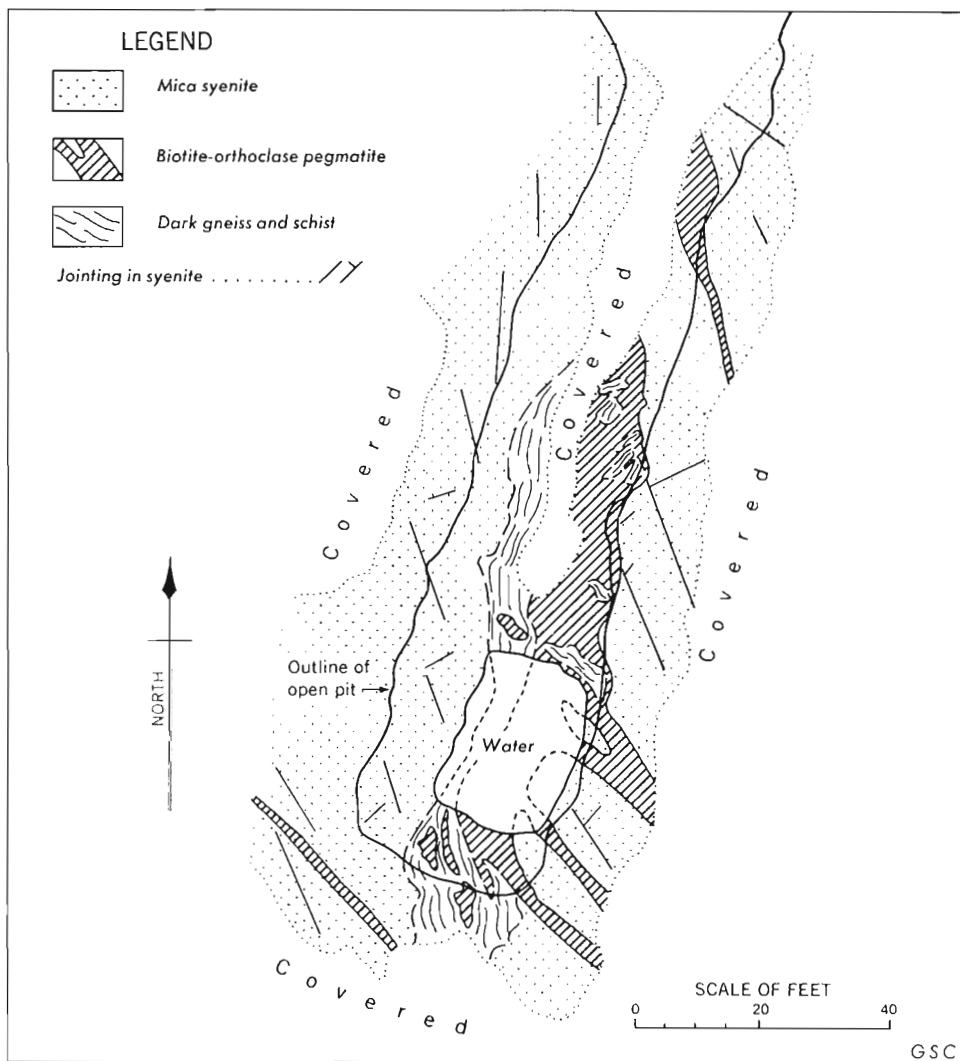 LEGEND
Mica syenite
Biotite-orthoclase pegmatite
Dark gneiss and schist
Jointing in syenite . . . . . . . . . .
Covered
Covered
Covered
Covered
NORTH
Outline of
open pit
Water
Covered
SCALE OF FEET
0 20 40
GSC